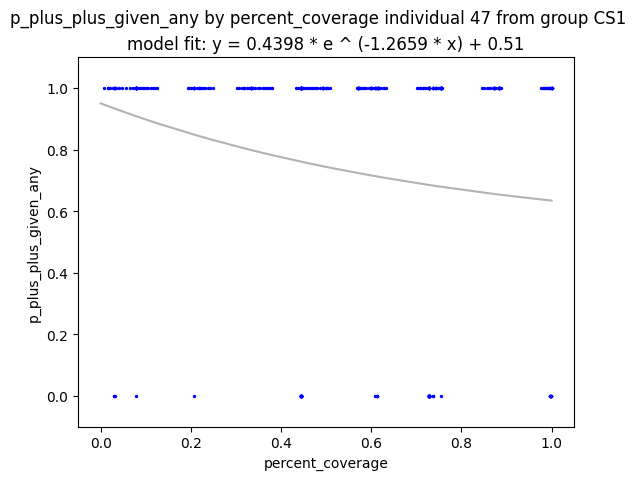 p_plus_plus_given_any by percent_coverage individual 47 from group CS1
model fit: y = 0.4398 * e ^ (-1.2659 * x) + 0.51
1.0
0.8
0.6
0.4
0.2
0.0
p_plus_plus_given_any
0.0 0.2 0.4 0.6 0.8 1.0
percent_coverage